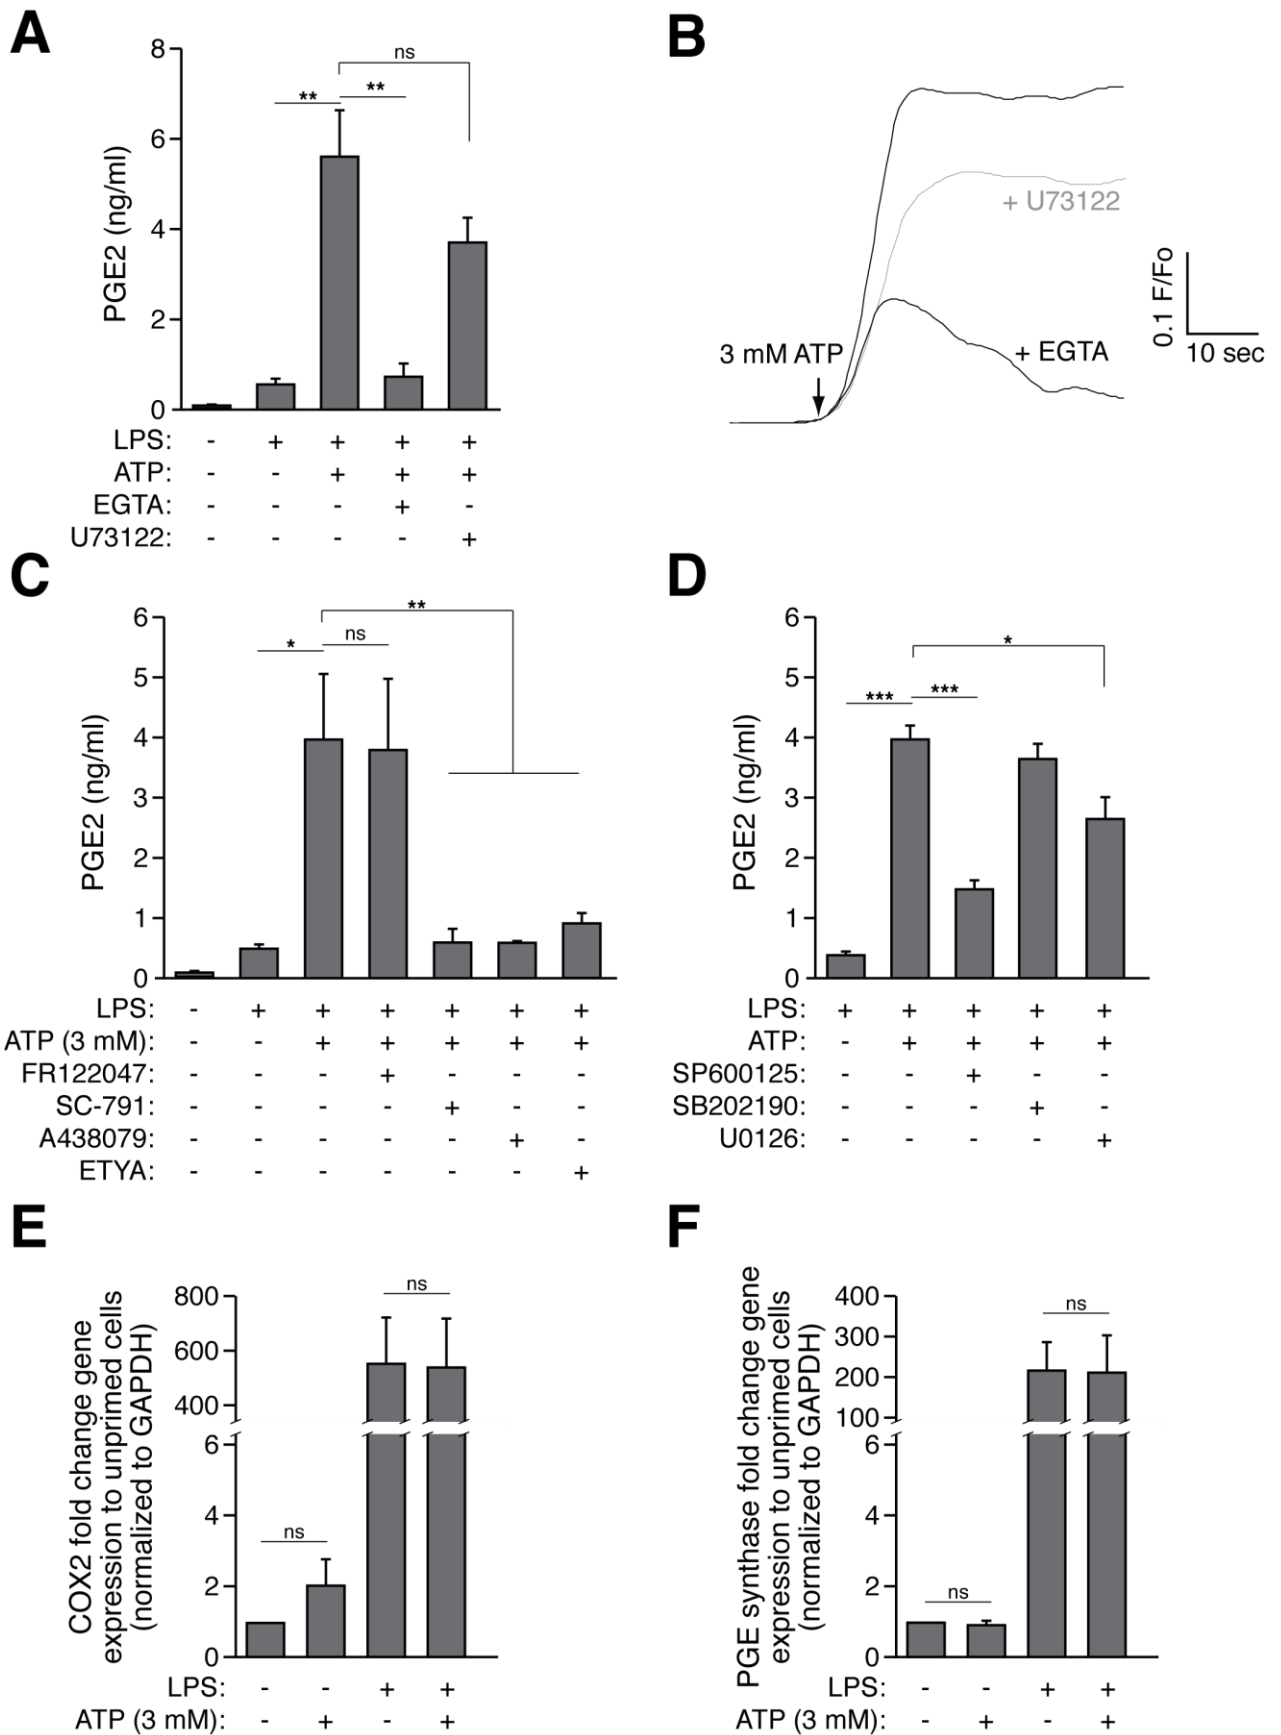 A
8
6
4
2
0
PGE2 (ng/ml)
**
**
ns
LPS: - + + + +
ATP: - - + + +
EGTA: - - - + -
U73122: - - - - +
B
+ U73122
3 mM ATP
+ EGTA
0.1 F/Fo
10 sec
C
6
5
4
3
2
1
0
PGE2 (ng/ml)
*
ns
**
LPS: - + + + + + +
ATP (3 mM): - - + + + + +
FR122047: - - - + - - -
SC-791: - - - - + - -
A438079: - - - - - + -
ETYA: - - - - - - +
D
6
5
4
3
2
1
0
PGE2 (ng/ml)
***
***
*
LPS: + + + + +
ATP: - + + + +
SP600125: - - + - -
SB202190: - - - + -
U0126: - - - - +
E
800
600
400
6
4
2
0
COX2 fold change gene
expression to unprimed cells
(normalized to GAPDH)
ns
ns
LPS: - - + +
ATP (3 mM): - + - +
F
400
300
200
100
6
4
2
0
PGE synthase fold change gene
expression to unprimed cells
(normalized to GAPDH)
ns
ns
LPS: - - + +
ATP (3 mM): - + - +